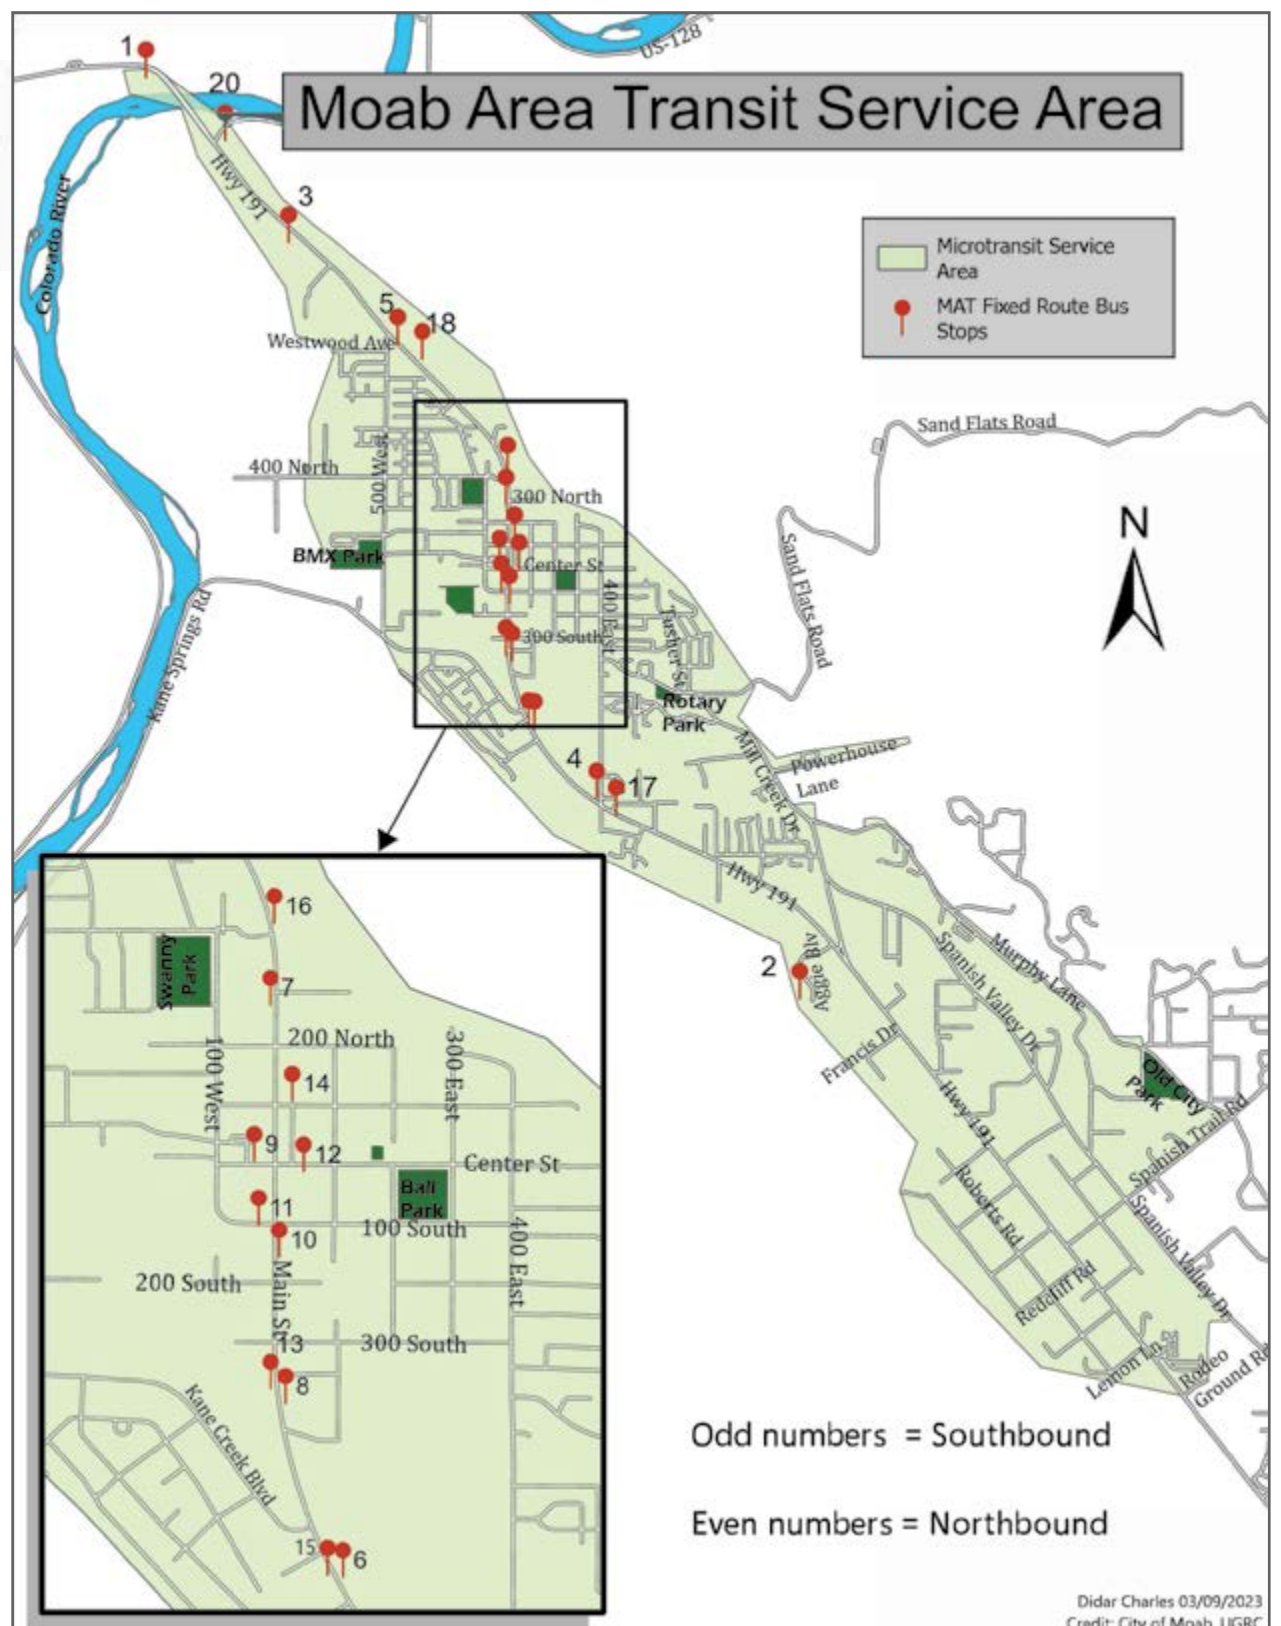 US-128
1
20
Moab Area Transit Service Area
Hwy 191
3
Colorado River
Microtransit Service
Area
MAT Fixed Route Bus
Stops
5
18
Westwood Ave
Sand Flats Road
400 North
500 West
300 North
BMX Park
Center St
Sand Flats Road
N
400 East
Tusher St
300 South
Kane Springs Rd
Rotary
Park
Mill Creek Dr
Powerhouse
Lane
4
17
Hwy 191
2
Aggie Blv
Spanish Valley Dr
Murphy Lane
Francis Dr
Hwy 191
Old City
Park
Spanish Trail Rd
Roberts Rd
Spanish Valley Dr
Redcliff Rd
Lemon Ln
Rodeo
Ground Rd
16
Swanny
Park
7
200 North
100 West
300 East
14
9
12
Center St
Ball
Park
11
100 South
10
400 East
200 South
Main St
13
300 South
8
Kane Creek Blvd
15
6
Odd numbers = Southbound
Even numbers = Northbound
Didar Charles 03/09/2023
Credit: City of Moab, UGRC